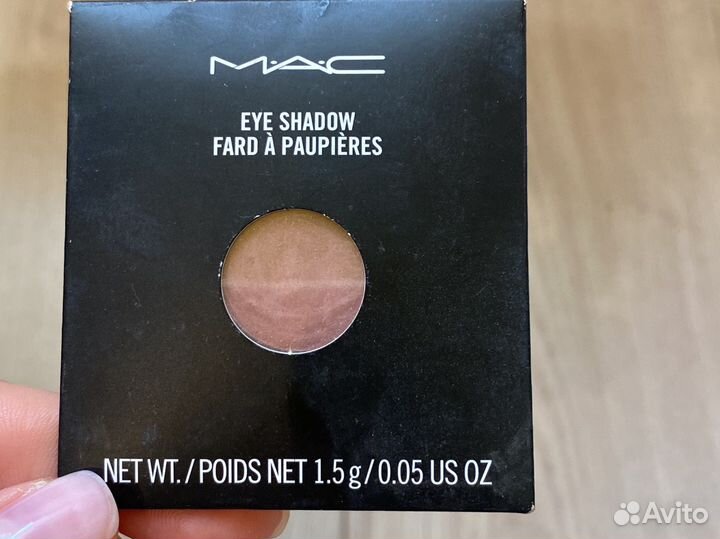 M·A·C
EYE SHADOW
FARD À PAUPIÈRES
NET WT./POIDS NET 1.5 g/0.05 US OZ
Avito